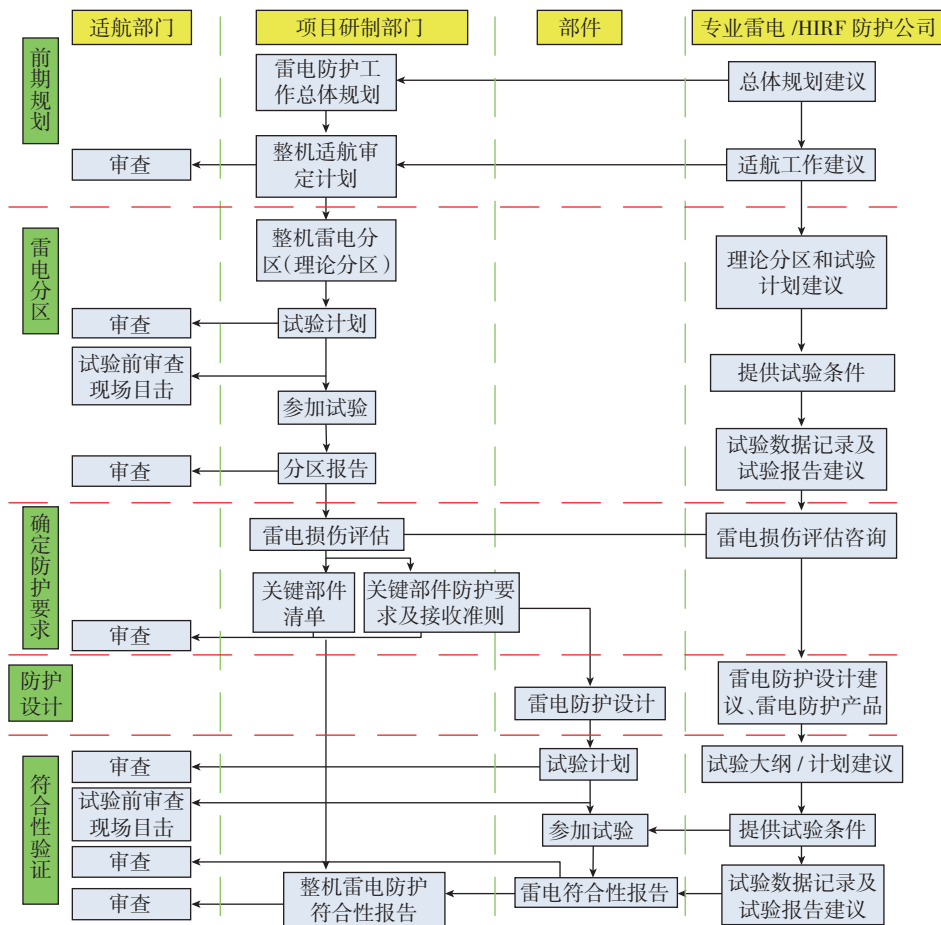 适航部门
项目研制部门
部件
专业雷电/HIRF 防护公司
前期规划
雷电防护工
作总体规划
总体规划建议
审查
整机适航审
定计划
适航工作建议
雷电分区
整机雷电分
区(理论分区)
理论分区和试验
计划建议
审查
试验计划
试验前审查
现场目击
提供试验条件
参加试验
审查
分区报告
试验数据记录及
试验报告建议
确定防护要求
雷电损伤评估
雷电损伤评估咨询
关键部件
清单
关键部件防护要
求及接收准则
审查
防护
设计
雷电防护设计
雷电防护设计建
议、雷电防护产品
符合性验证
审查
试验计划
试验大纲/计划建议
试验前审查
现场目击
参加试验
提供试验条件
审查
审查
整机雷电防护
符合性报告
雷电符合性报告
试验数据记录及
试验报告建议